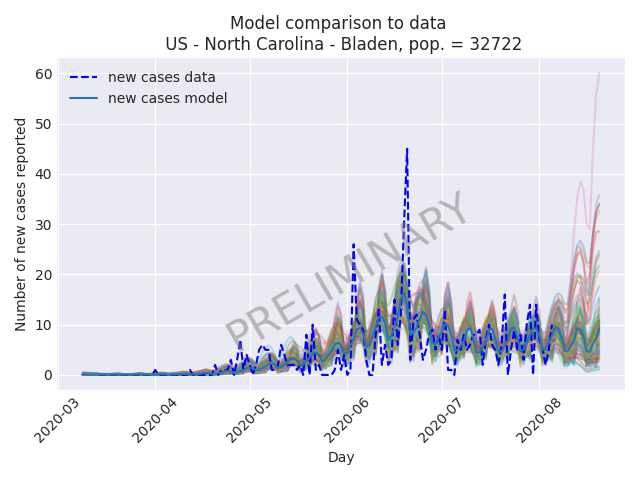 Model comparison to data
US - North Carolina - Bladen, pop. = 32722
new cases data
new cases model
PRELIMINARY
Number of new cases reported
60
50
40
30
20
10
0
2020-03
2020-04
2020-05
2020-06
2020-07
2020-08
Day